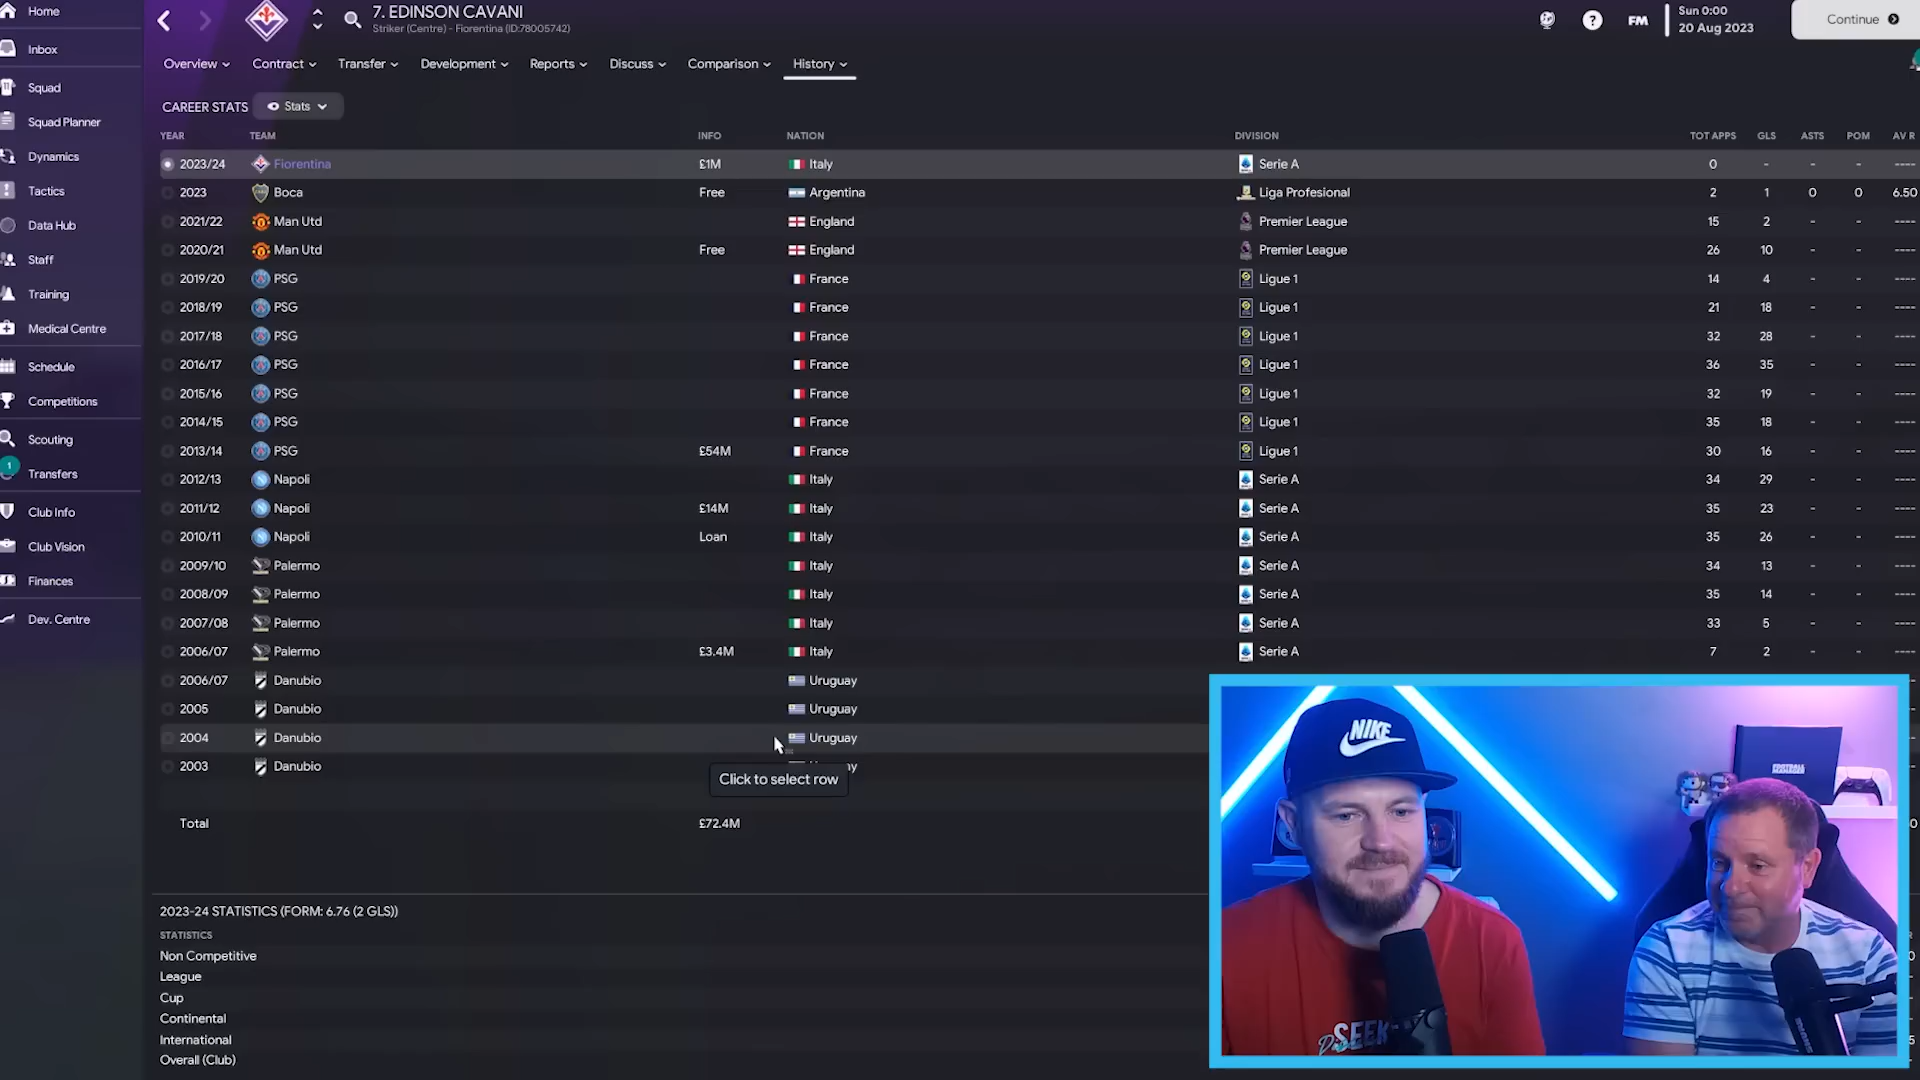 Home
7. EDINSON CAVANI
Striker (Centre) - Fiorentina (ID:78005742)
FM
Sun 0:00
20 Aug 2023
Continue
Inbox
Overview Contract Transfer Development Reports Discuss Comparison History
Squad
CAREER STATS Stats
Squad Planner
YEAR TEAM INFO NATION DIVISION TOT APPS GLS ASTS POM AV R
Dynamics
2023/24 Fiorentina £1M Italy Serie A 0 - - - ----
Tactics
2023 Boca Free Argentina Liga Profesional 2 1 0 0 6.50
Data Hub
2021/22 Man Utd England Premier League 15 2 - - ----
Staff
2020/21 Man Utd Free England Premier League 26 10 - - ----
Training
2019/20 PSG France Ligue 1 14 4 - - ----
2018/19 PSG France Ligue 1 21 18 - - ----
Medical Centre
2017/18 PSG France Ligue 1 32 28 - - ----
Schedule
2016/17 PSG France Ligue 1 36 35 - - ----
Competitions
2015/16 PSG France Ligue 1 32 19 - - ----
2014/15 PSG France Ligue 1 35 18 - - ----
Scouting
2013/14 PSG £54M France Ligue 1 30 16 - - ----
1
Transfers
2012/13 Napoli Italy Serie A 34 29 - - ----
Club Info
2011/12 Napoli £14M Italy Serie A 35 23 - - ----
Club Vision
2010/11 Napoli Loan Italy Serie A 35 26 - - ----
Finances
2009/10 Palermo Italy Serie A 34 13 - - ----
2008/09 Palermo Italy Serie A 35 14 - - ----
Dev. Centre
2007/08 Palermo Italy Serie A 33 5 - - ----
2006/07 Palermo £3.4M Italy Serie A 7 2 - - ----
2006/07 Danubio Uruguay
2005 Danubio Uruguay
2004 Danubio Uruguay
2003 Danubio
Click to select row
Total £72.4M
NIKE
FOOTBALL
MANAGER
2023-24 STATISTICS (FORM: 6.76 (2 GLS))
STATISTICS
Non Competitive
League
Cup
Continental
International
Overall (Club)
SEEK